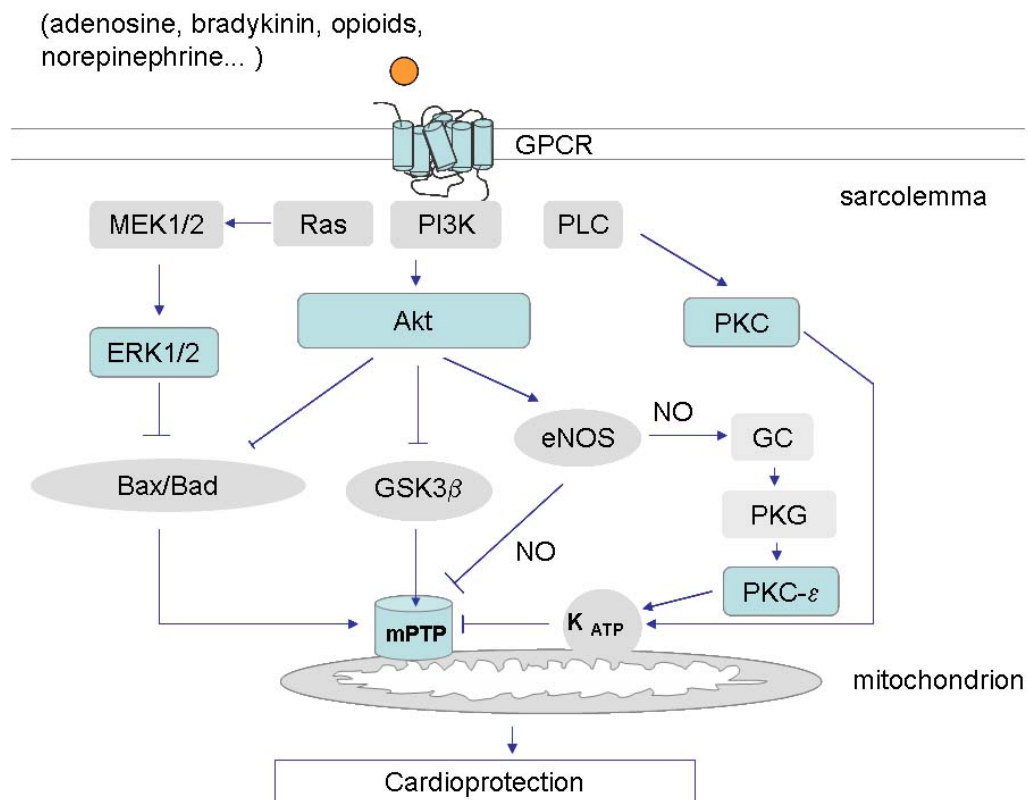 (adenosine, bradykinin, opioids,
norepinephrine... )
GPCR
sarcolemma
MEK1/2
Ras
PI3K
PLC
Akt
PKC
ERK1/2
NO
eNOS
GC
Bax/Bad
GSK3β
PKG
NO
PKC-ε
mPTP
K ATP
mitochondrion
Cardioprotection